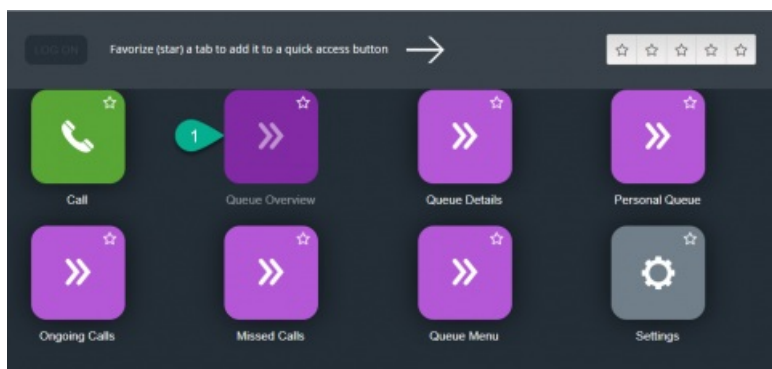 LOG ON
Favorize (star) a tab to add it to a quick access button
1
Call
Queue Overview
Queue Details
Personal Queue
Ongoing Calls
Missed Calls
Queue Menu
Settings